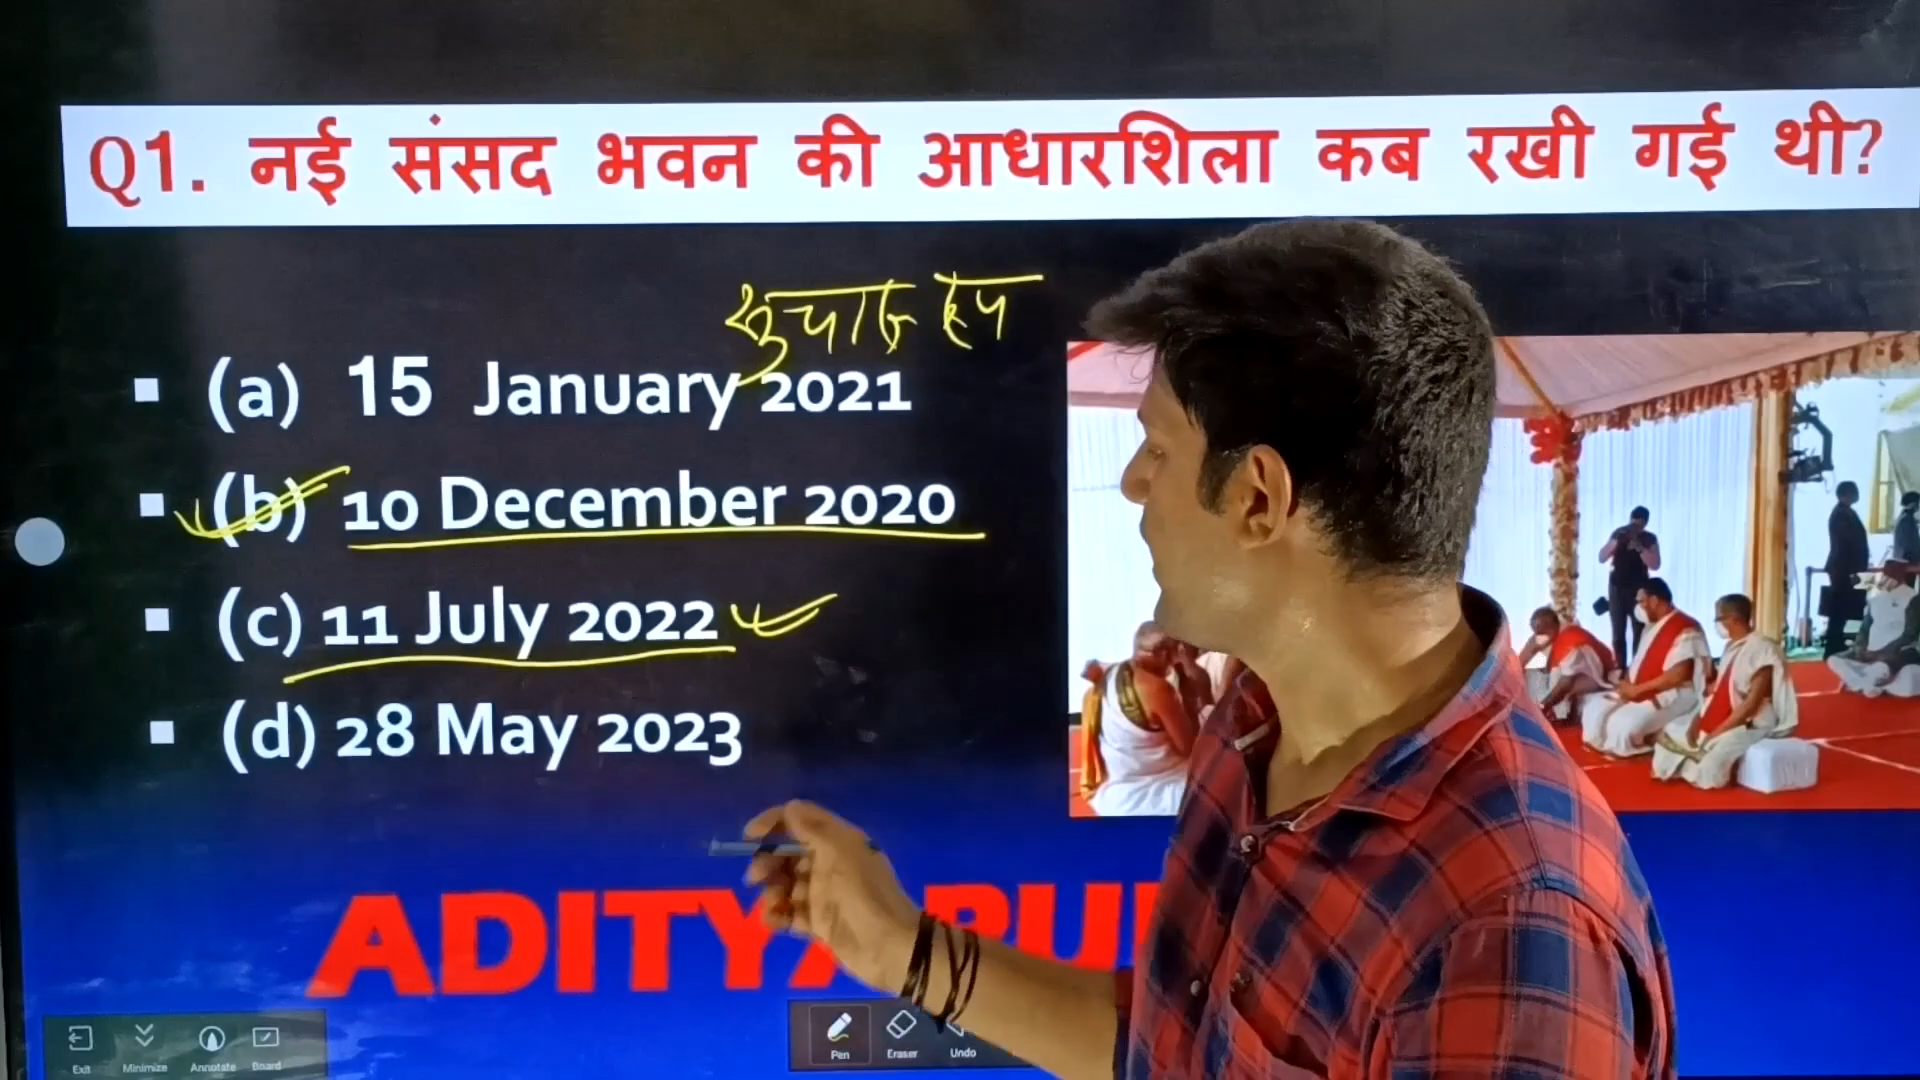 Q1. नई संसद भवन की आधारशिला कब रखी गई थी?
(a) 15 January 2021
(b) 10 December 2020
(c) 11 July 2022
(d) 28 May 2023
Exit
Minimize
Annotate
Board
Pen
Eraser
Undo